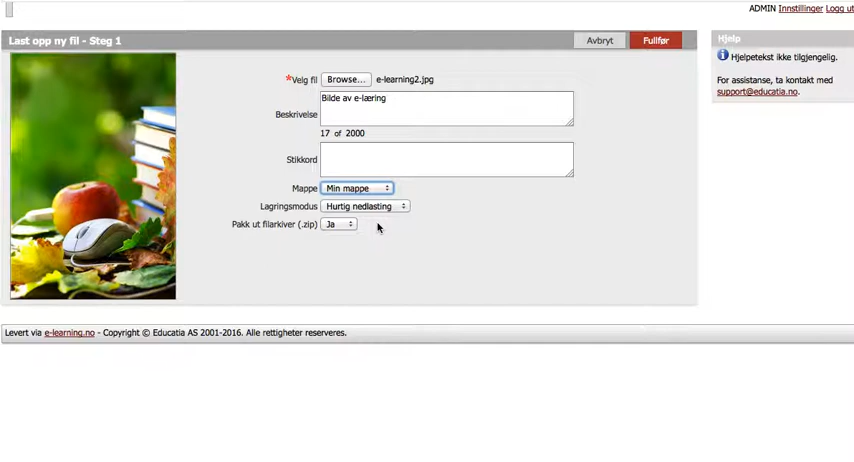 ADMIN Innstillinger Logg ut
Last opp ny fil - Steg 1
Avbryt
Fullfør
Hjelp
Hjelpetekst ikke tilgjengelig.
For assistanse, ta kontakt med
support@educatia.no.
*Velg fil Browse... e-learning2.jpg
Beskrivelse Bilde av e-læring
17 of 2000
Stikkord
Mappe Min mappe
Lagringsmodus Hurtig nedlasting
Pakk ut filarkiver (.zip) Ja
Levert via e-learning.no - Copyright © Educatia AS 2001-2016. Alle rettigheter reserveres.